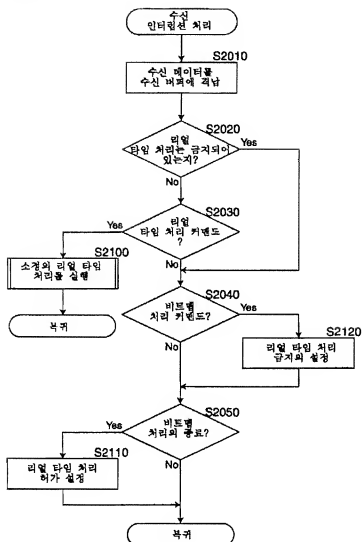 수신
인터럽션 처리
S2010
수신 데이터를
수신 버퍼에 격납
S2020
리얼
타임 처리는 금지되어
있는지?
Yes
No
S2030
리얼
타임 처리 커맨드
?
Yes
No
S2100
소정의 리얼 타임
처리를 실행
복귀
S2040
비트맵
처리 커맨드?
Yes
No
S2120
리얼 타임 처리
금지의 설정
S2050
비트맵
처리의 종료?
Yes
No
S2110
리얼 타임 처리
허가 설정
복귀